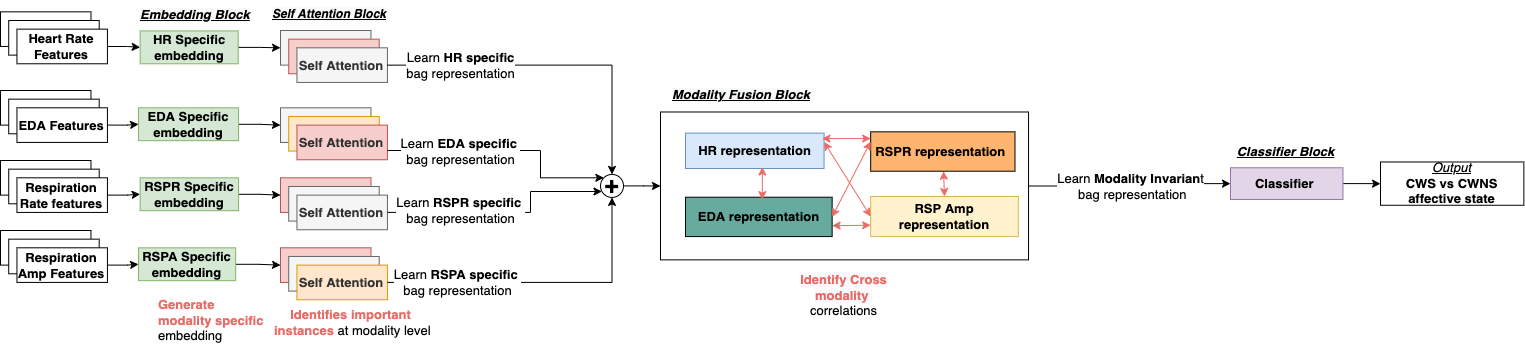 Embedding Block
Self Attention Block
Heart Rate
Features
HR Specific
embedding
Self Attention
Learn HR specific
bag representation
EDA Features
EDA Specific
embedding
Self Attention
Learn EDA specific
bag representation
Respiration
Rate features
RSPR Specific
embedding
Self Attention
Learn RSPR specific
bag representation
Respiration
Amp Features
RSPA Specific
embedding
Self Attention
Learn RSPA specific
bag representation
Generate
modality specific
embedding
Identifies important
instances at modality level
+
Modality Fusion Block
HR representation
RSPR representation
EDA representation
RSP Amp
representation
Identify Cross
modality
correlations
Learn Modality Invariant
bag representation
Classifier Block
Classifier
Output
CWS vs CWNS
affective state